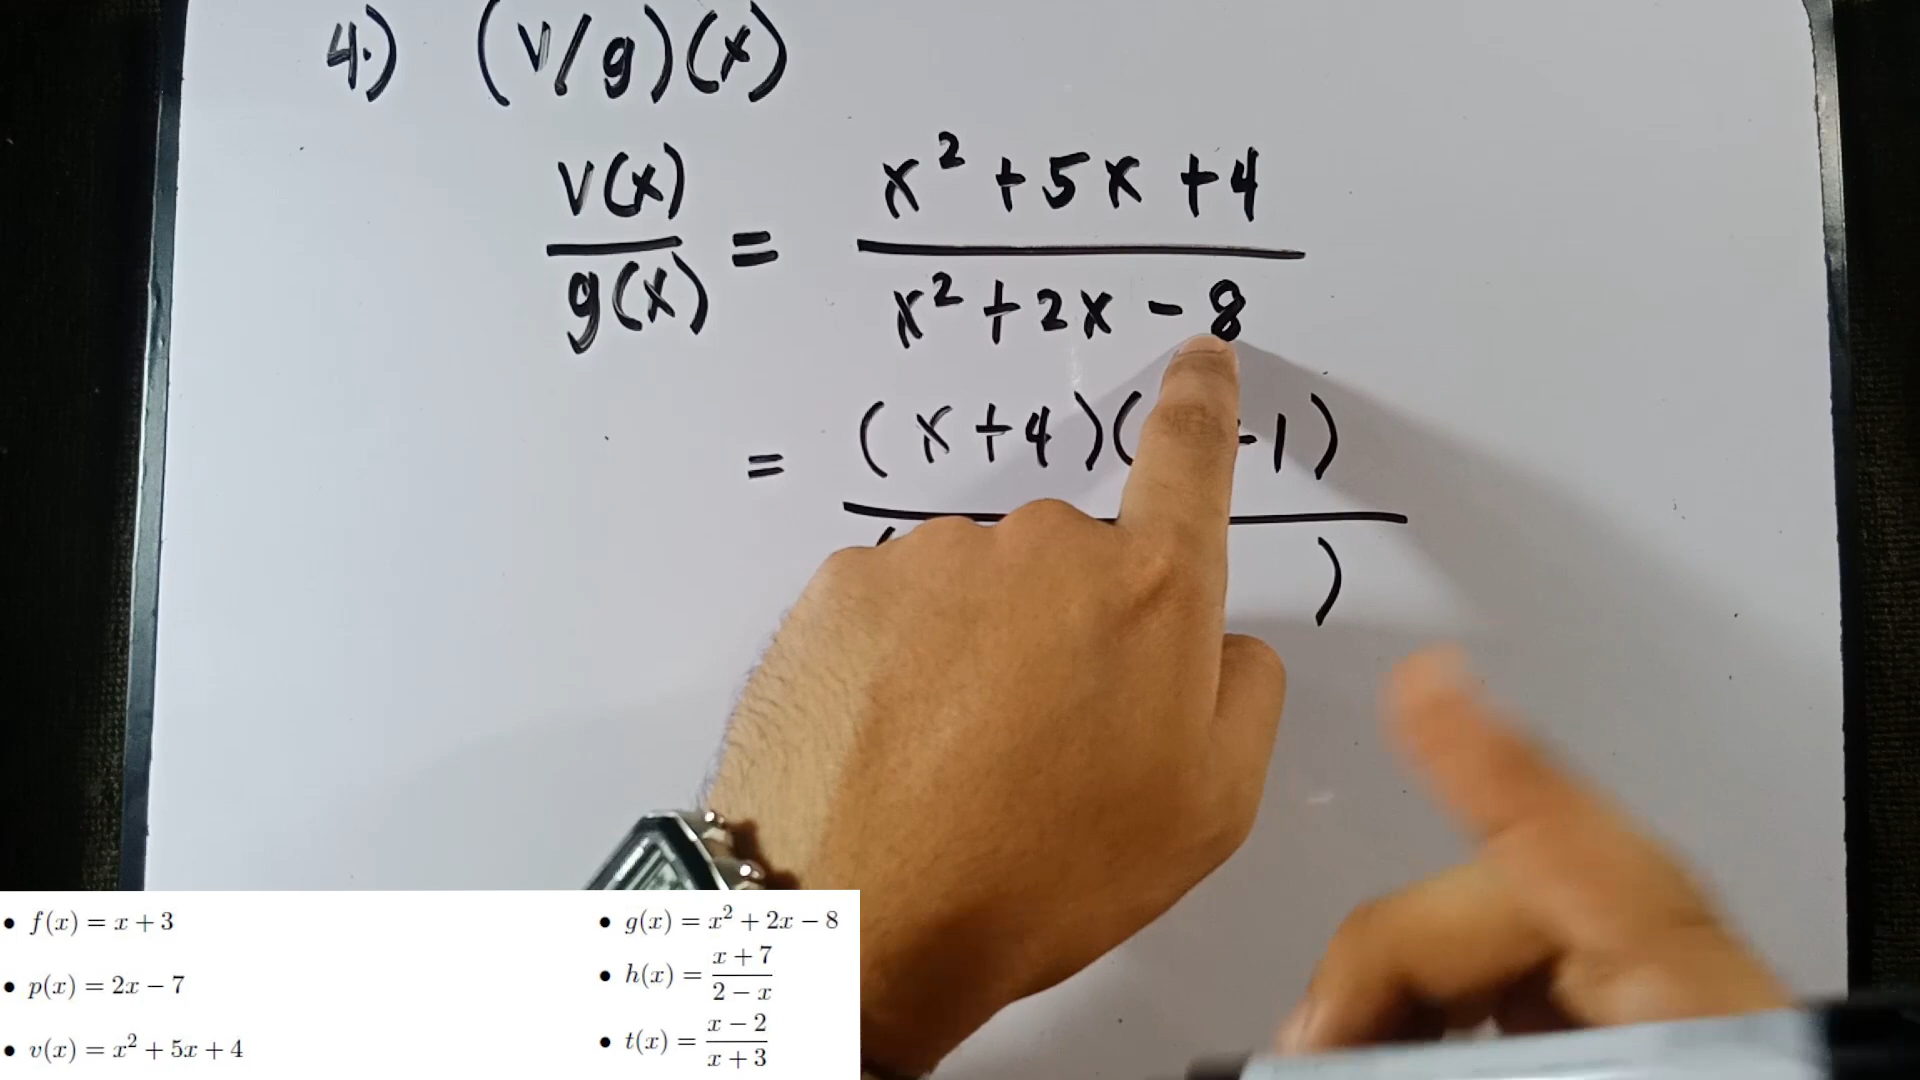 4.) (v/g)(x)
v(x)/g(x) = x² + 5x + 4 / x² + 2x - 8
= (x+4)( 1)
( )
• f(x) = x + 3
• p(x) = 2x − 7
• v(x) = x² + 5x + 4
• g(x) = x² + 2x − 8
• h(x) = x + 7 / 2 − x
• t(x) = x − 2 / x + 3